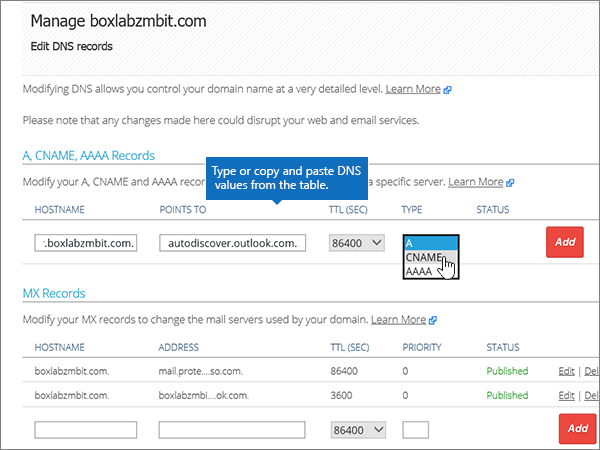 Manage boxlabzmbit.com
Edit DNS records
Modifying DNS allows you control your domain name at a very detailed level. Learn More
Please note that any changes made here could disrupt your web and email services.
A, CNAME, AAAA Records
Type or copy and paste DNS
values from the table.
Modify your A, CNAME and AAAA recor a specific server. Learn More
HOSTNAME POINTS TO TTL (SEC) TYPE STATUS
.boxlabzmbit.com. autodiscover.outlook.com. 86400 A Add
CNAME
AAAA
MX Records
Modify your MX records to change the mail servers used by your domain. Learn More
HOSTNAME ADDRESS TTL (SEC) PRIORITY STATUS
boxlabzmbit.com. mail.prote....so.com. 86400 0 Published Edit | Del
boxlabzmbit.com. boxlabzmbi....ok.com. 3600 0 Published Edit | Del
86400 Add